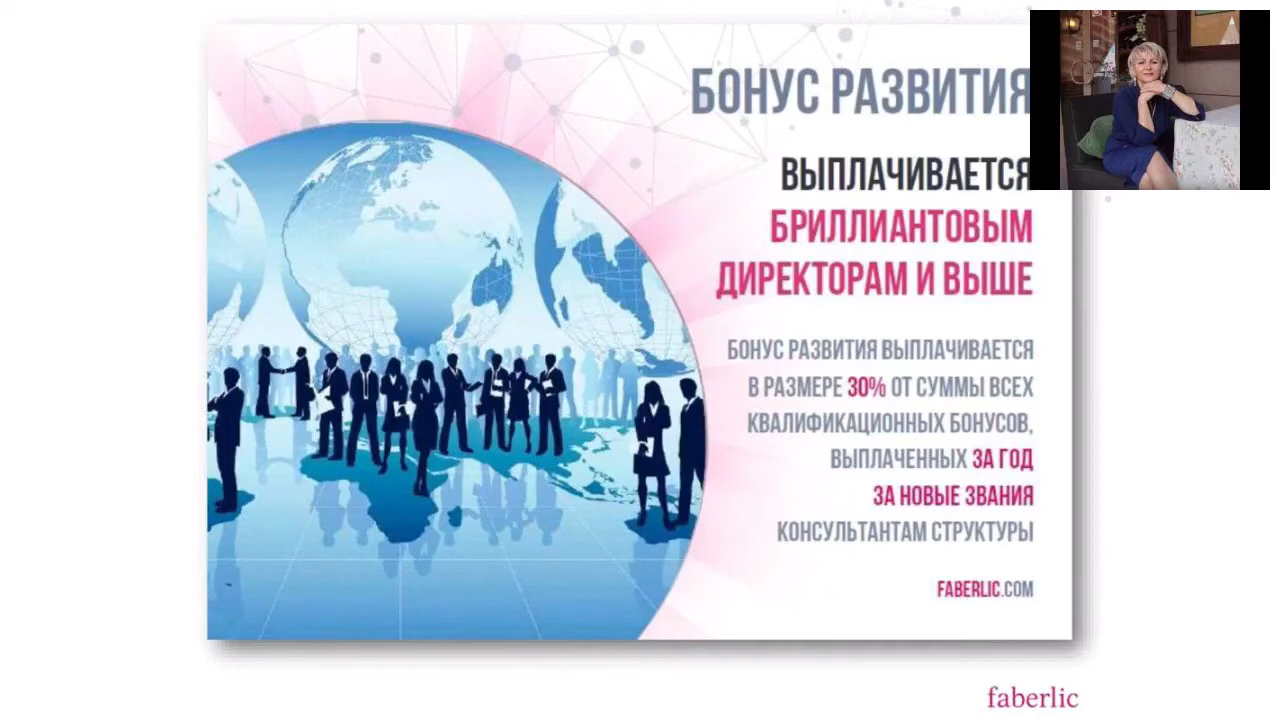 БОНУС РАЗВИТИЯ
ВЫПЛАЧИВАЕТСЯ
БРИЛЛИАНТОВЫМ
ДИРЕКТОРАМ И ВЫШЕ
БОНУС РАЗВИТИЯ ВЫПЛАЧИВАЕТСЯ
В РАЗМЕРЕ 30% ОТ СУММЫ ВСЕХ
КВАЛИФИКАЦИОННЫХ БОНУСОВ,
ВЫПЛАЧЕННЫХ ЗА ГОД
ЗА НОВЫЕ ЗВАНИЯ
КОНСУЛЬТАНТАМ СТРУКТУРЫ
FABERLIC.COM
faberlic